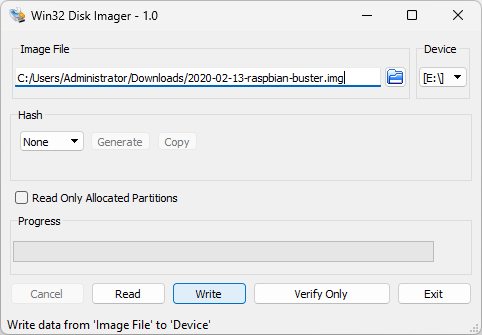 Win32 Disk Imager - 1.0
Image File
Device
C:/Users/Administrator/Downloads/2020-02-13-raspbian-buster.img
[E:\]
Hash
None
Generate
Copy
Read Only Allocated Partitions
Progress
Cancel
Read
Write
Verify Only
Exit
Write data from 'Image File' to 'Device'